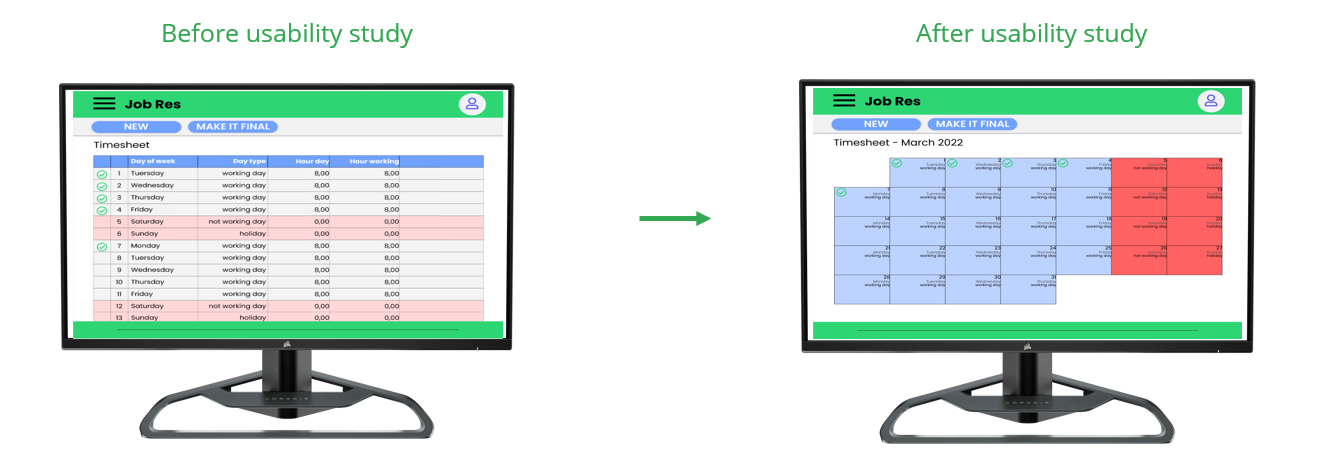 Before usability study
After usability study
Job Res
NEW MAKE IT FINAL
Timesheet
Day of week Day type Hour day Hour working
1 Tuesday working day 8,00 8,00
2 Wednesday working day 8,00 8,00
3 Thursday working day 8,00 8,00
4 Friday working day 8,00 8,00
5 Saturday not working day 0,00 0,00
6 Sunday holiday 0,00 0,00
7 Monday working day 8,00 8,00
8 Tuesday working day 8,00 8,00
9 Wednesday working day 8,00 8,00
10 Thursday working day 8,00 8,00
11 Friday working day 8,00 8,00
12 Saturday not working day 0,00 0,00
13 Sunday holiday 0,00 0,00
CORSAIR
Job Res
NEW MAKE IT FINAL
Timesheet - March 2022
1 2 3 4 5 6
Tuesday Wednesday Thursday Friday
working day working day working day working day not working day holiday
7 8 9 10 11 12 13
Monday Tuesday Wednesday Thursday Friday
working day working day working day working day working day not working day holiday
14 15 16 17 18 19 20
Monday Tuesday Wednesday Thursday Friday
working day working day working day working day working day not working day holiday
21 22 23 24 25 26 27
Monday Tuesday Wednesday Thursday Friday
working day working day working day working day working day not working day holiday
28 29 30 31
Monday Tuesday Wednesday Thursday
working day working day working day working day
CORSAIR